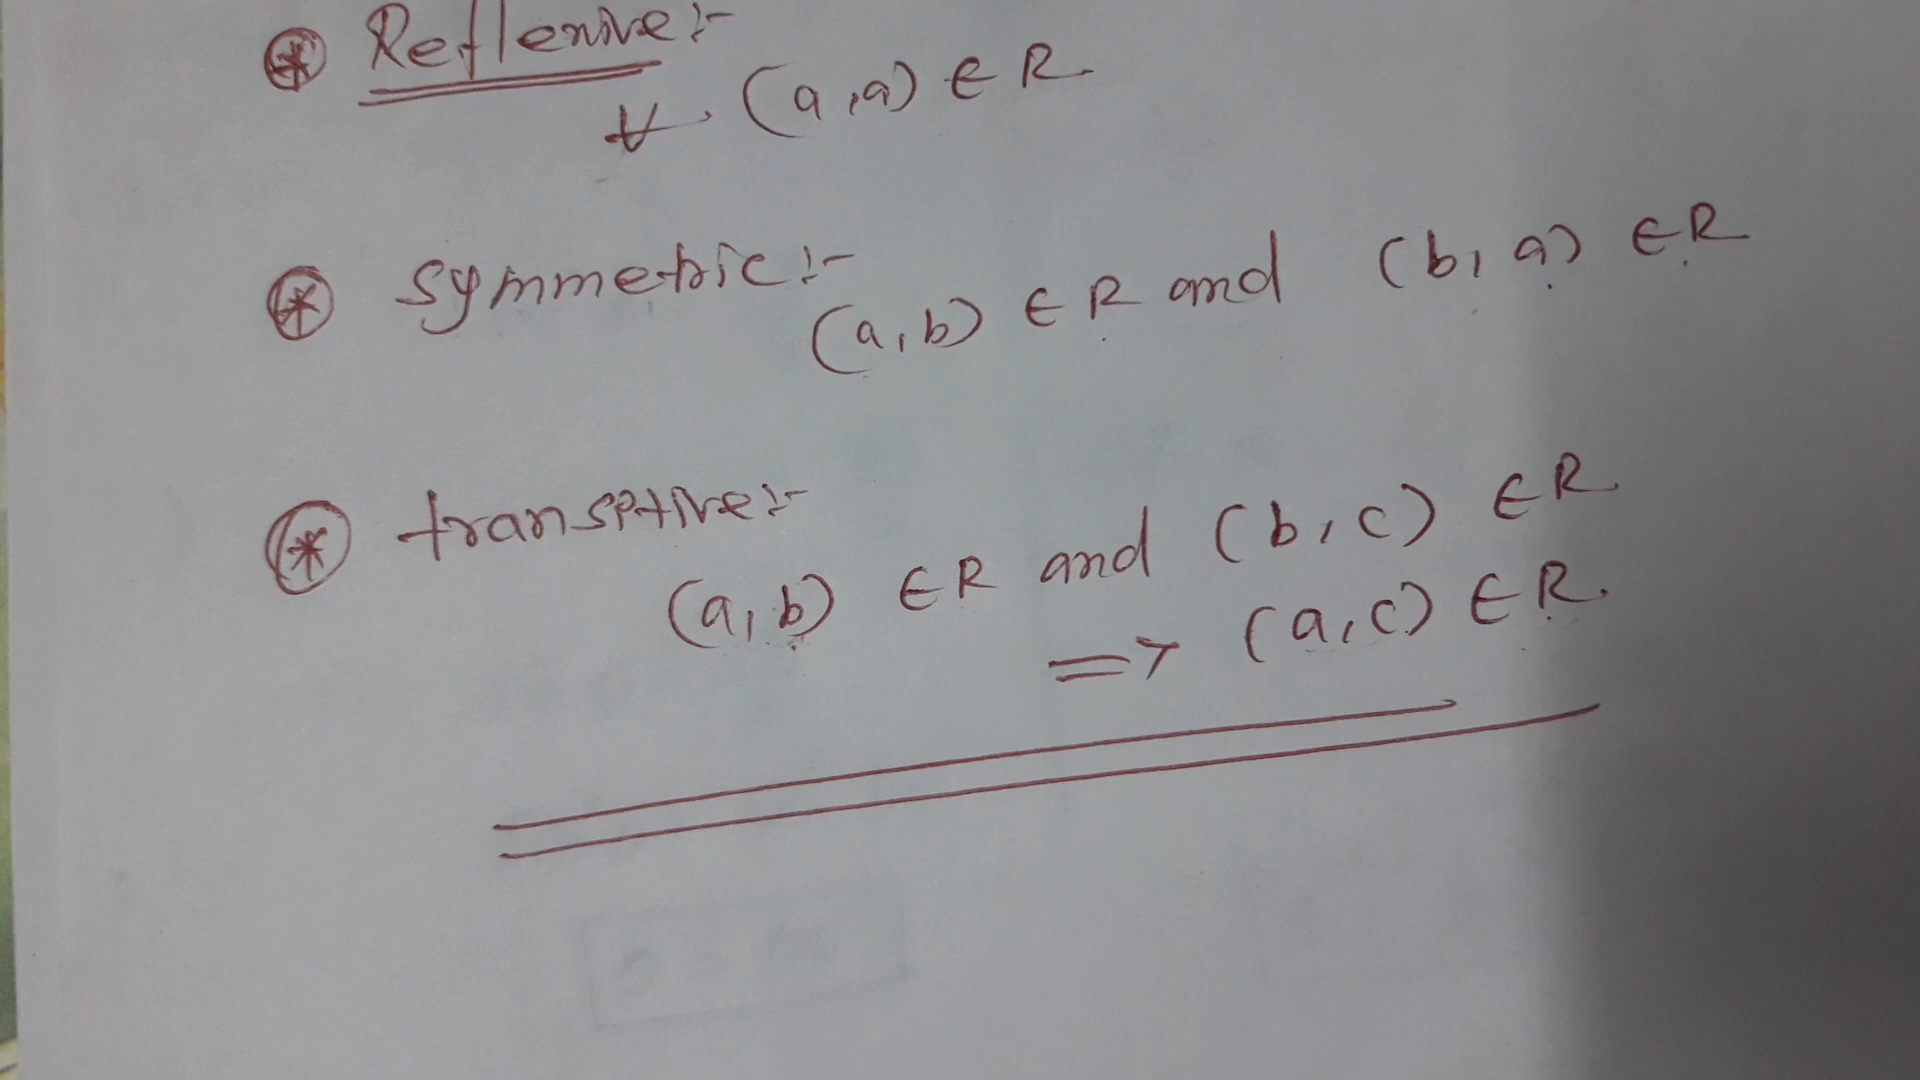 ⊛ Reflexive:-
∀ (a,a) ∈ R
⊛ symmetric:-
(a,b) ∈ R and (b,a) ∈ R
⊛ transitive:-
(a,b) ∈ R and (b,c) ∈ R
=> (a,c) ∈ R.